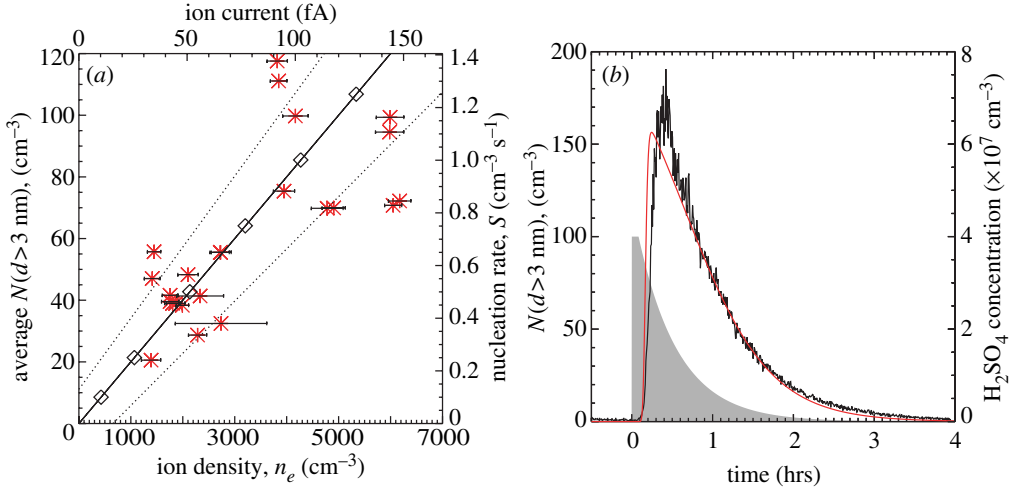 ion current (fA)
0 50 100 150
(a)
average N(d>3 nm), (cm⁻³)
120
100
80
60
40
20
0
1.4
1.2
1.0
0.8
0.6
0.4
0.2
0
nucleation rate, S (cm⁻³ s⁻¹)
1000 3000 5000 7000
ion density, nₑ (cm⁻³)
(b)
N(d>3 nm), (cm⁻³)
200
150
100
50
0
8
6
4
2
0
H₂SO₄ concentration (×10⁷ cm⁻³)
0 1 2 3 4
time (hrs)